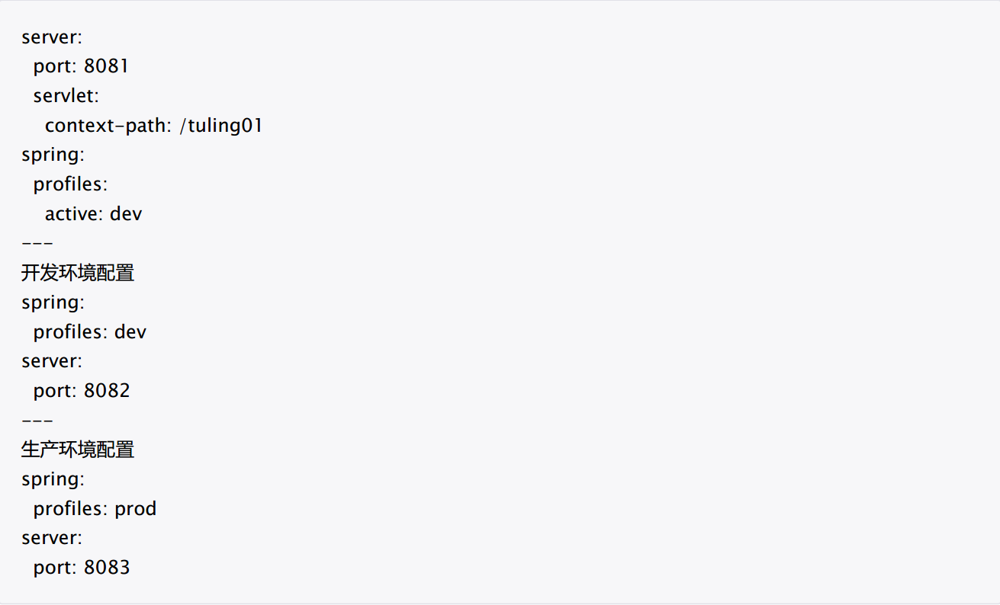 server:
  port: 8081
  servlet:
    context-path: /tuling01
spring:
  profiles:
    active: dev
---
开发环境配置
spring:
  profiles: dev
server:
  port: 8082
---
生产环境配置
spring:
  profiles: prod
server:
  port: 8083